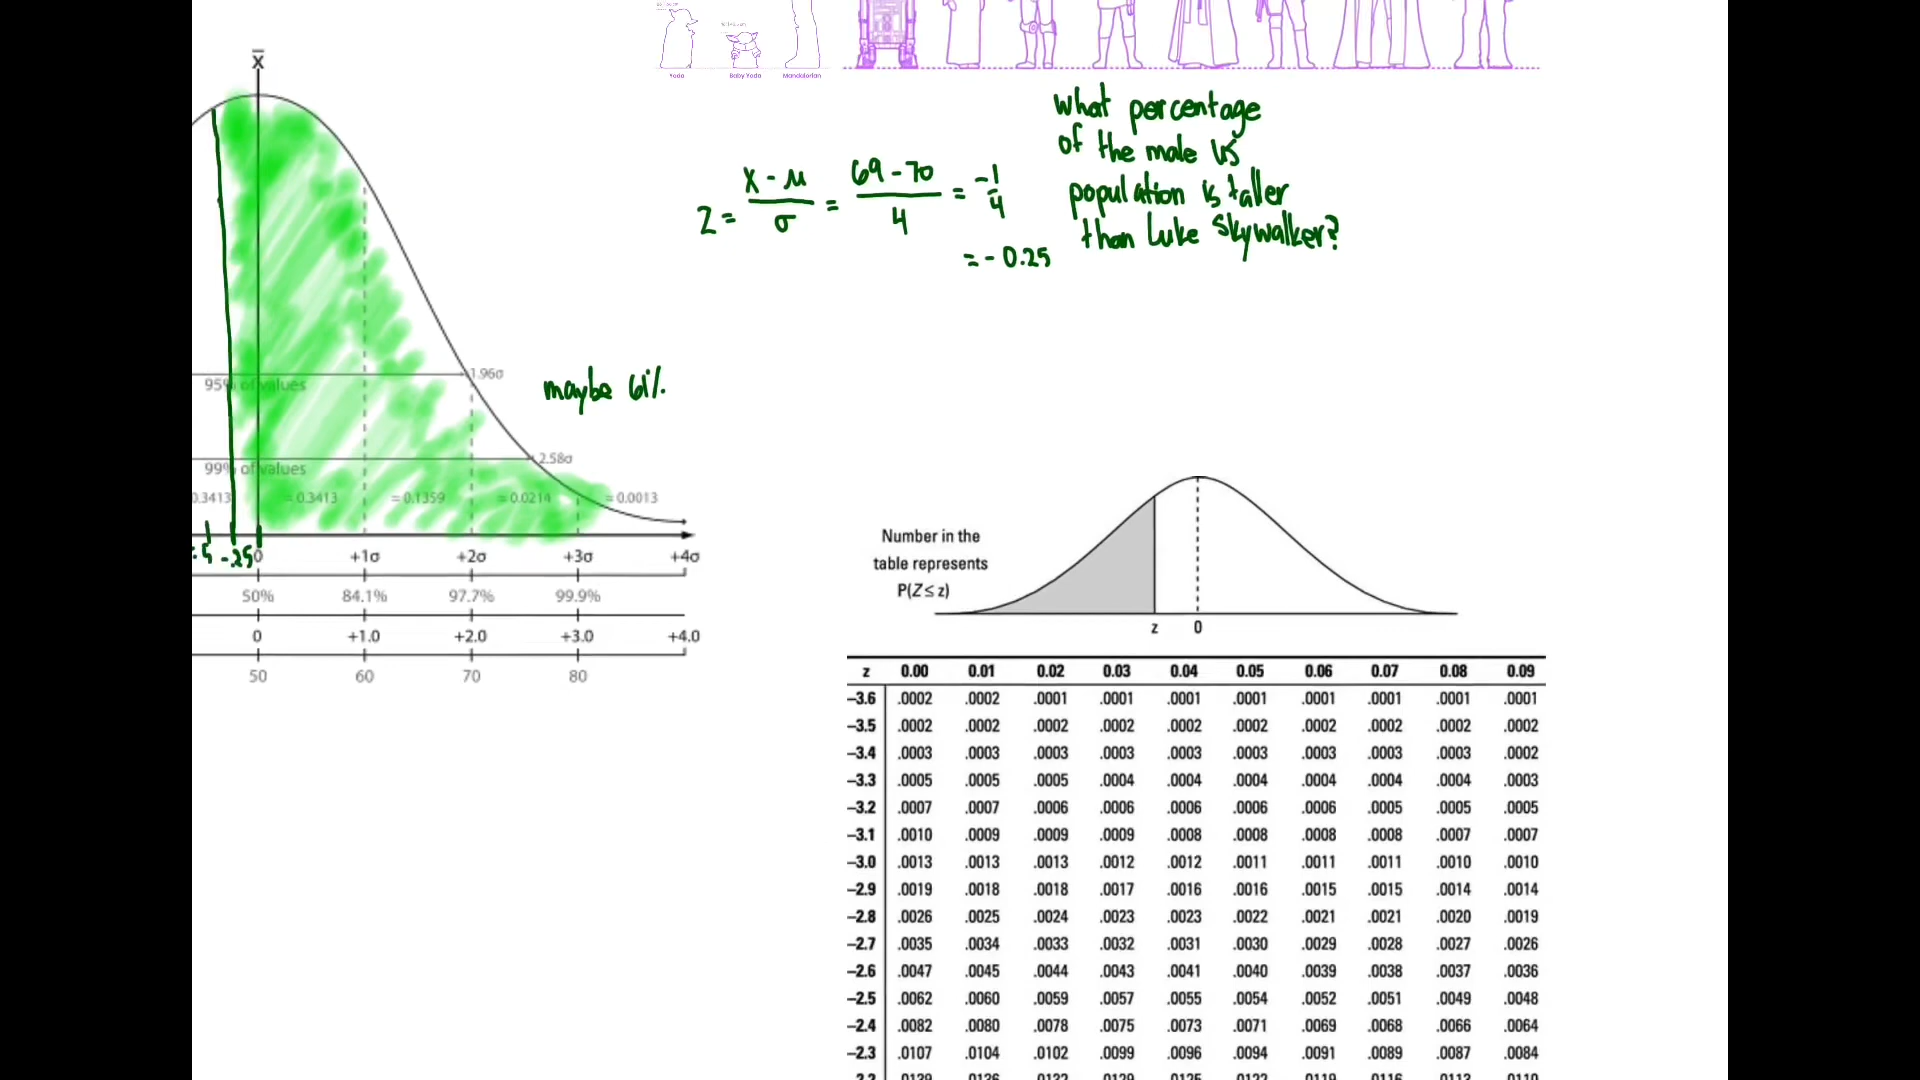 Yoda
Baby Yoda
Mandalorian
x̄
what percentage
of the male US
population is taller
than Luke Skywalker?
Z = X - μ / σ = 69 - 70 / 4 = -1/4
= - 0.25
1.96σ
95% of values
maybe 61%
2.58σ
99% of values
0.3413 = 0.3413 = 0.1359 = 0.0214 = 0.0013
-.25 0 +1σ +2σ +3σ +4σ
50% 84.1% 97.7% 99.9%
0 +1.0 +2.0 +3.0 +4.0
50 60 70 80
Number in the
table represents
P(Z ≤ z)
z 0
z 0.00 0.01 0.02 0.03 0.04 0.05 0.06 0.07 0.08 0.09
–3.6 .0002 .0002 .0001 .0001 .0001 .0001 .0001 .0001 .0001 .0001
–3.5 .0002 .0002 .0002 .0002 .0002 .0002 .0002 .0002 .0002 .0002
–3.4 .0003 .0003 .0003 .0003 .0003 .0003 .0003 .0003 .0003 .0002
–3.3 .0005 .0005 .0005 .0004 .0004 .0004 .0004 .0004 .0004 .0003
–3.2 .0007 .0007 .0006 .0006 .0006 .0006 .0006 .0005 .0005 .0005
–3.1 .0010 .0009 .0009 .0009 .0008 .0008 .0008 .0008 .0007 .0007
–3.0 .0013 .0013 .0013 .0012 .0012 .0011 .0011 .0011 .0010 .0010
–2.9 .0019 .0018 .0018 .0017 .0016 .0016 .0015 .0015 .0014 .0014
–2.8 .0026 .0025 .0024 .0023 .0023 .0022 .0021 .0021 .0020 .0019
–2.7 .0035 .0034 .0033 .0032 .0031 .0030 .0029 .0028 .0027 .0026
–2.6 .0047 .0045 .0044 .0043 .0041 .0040 .0039 .0038 .0037 .0036
–2.5 .0062 .0060 .0059 .0057 .0055 .0054 .0052 .0051 .0049 .0048
–2.4 .0082 .0080 .0078 .0075 .0073 .0071 .0069 .0068 .0066 .0064
–2.3 .0107 .0104 .0102 .0099 .0096 .0094 .0091 .0089 .0087 .0084